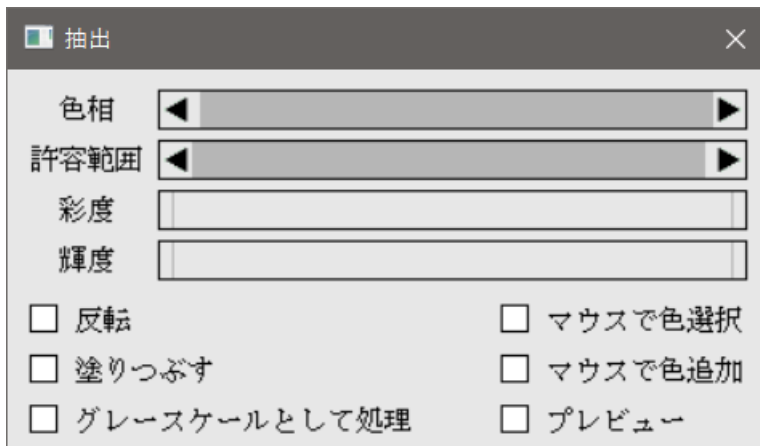 抽出
色相
許容範囲
彩度
輝度
反転 マウスで色選択
塗りつぶす マウスで色追加
グレースケールとして処理 プレビュー